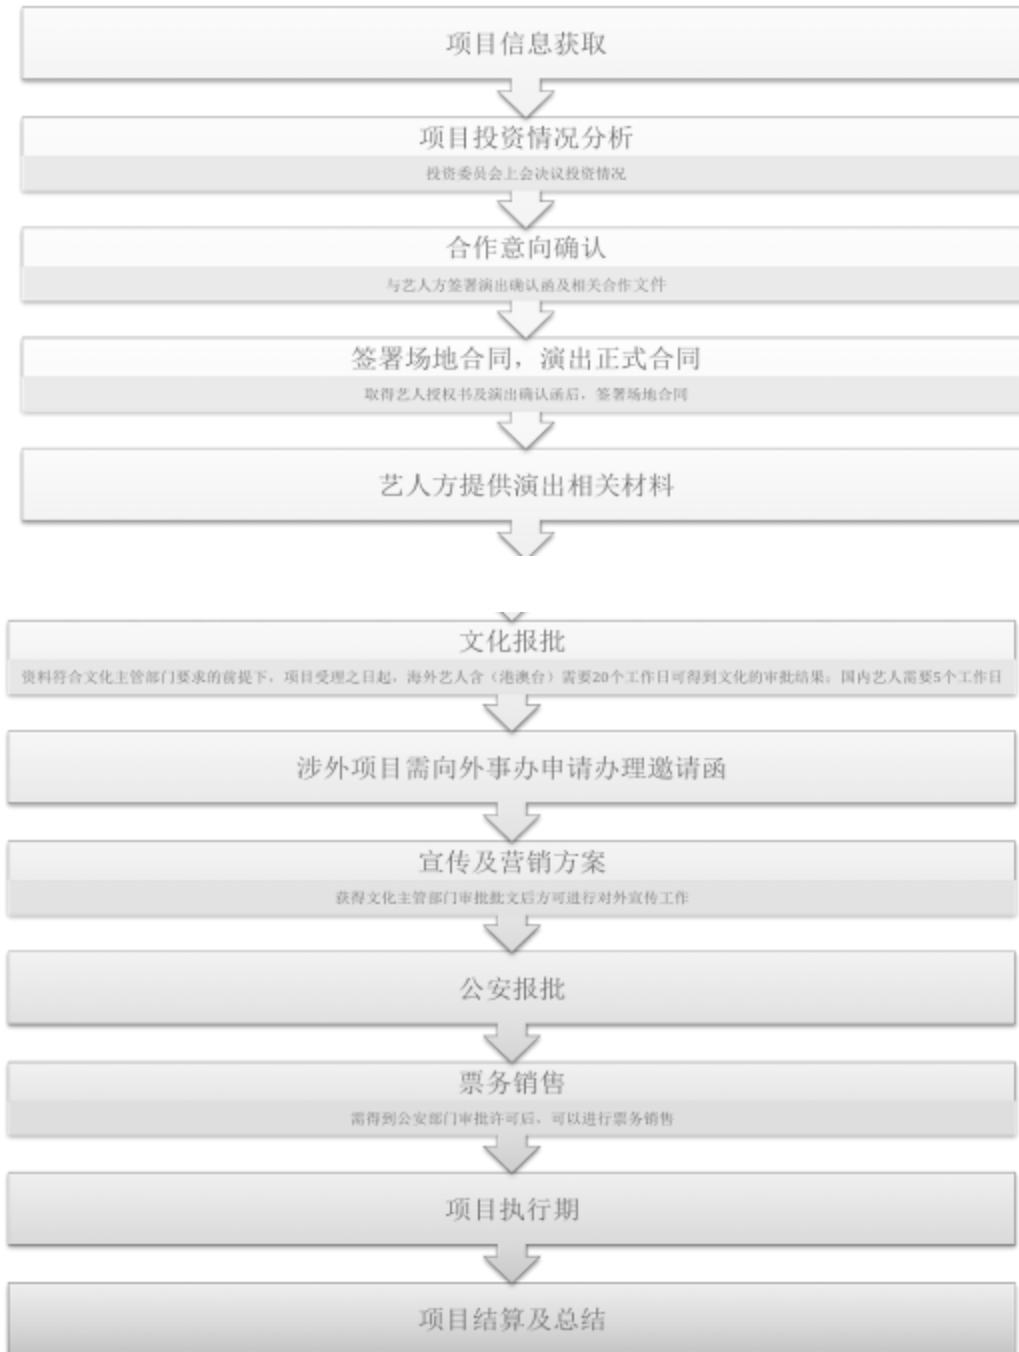 项目信息获取
项目投资情况分析
投资委员会上会决议投资情况
合作意向确认
与艺人方签署演出确认函及相关合作文件
签署场地合同，演出正式合同
取得艺人授权书及演出确认函后，签署场地合同
艺人方提供演出相关材料
文化报批
资料符合文化主管部门要求的前提下，项目受理之日起，海外艺人含（港澳台）需要20个工作日可得到文化的审批结果；国内艺人需要5个工作日
涉外项目需向外事办申请办理邀请函
宣传及营销方案
获得文化主管部门审批批文后方可进行对外宣传工作
公安报批
票务销售
需得到公安部门审批许可后，可以进行票务销售
项目执行期
项目结算及总结